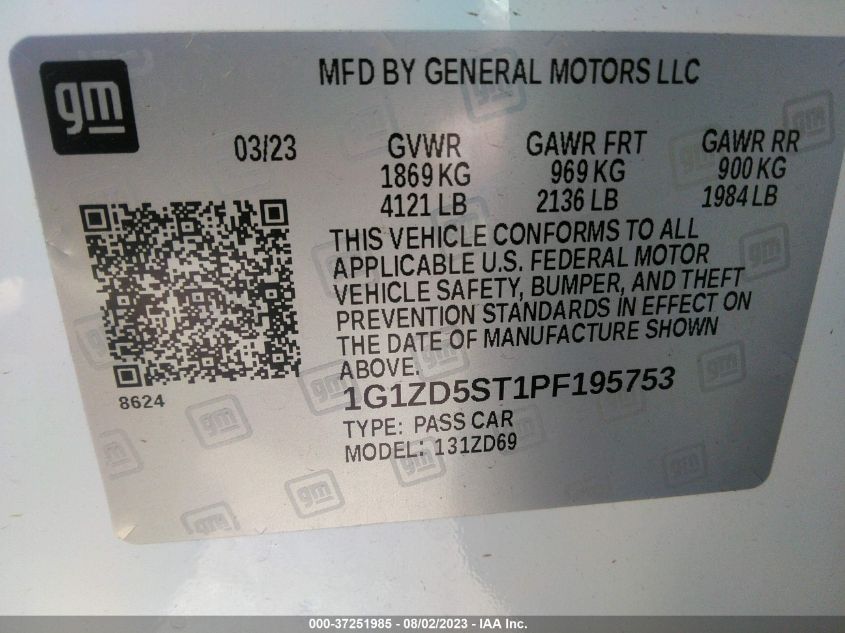 gm
MFD BY GENERAL MOTORS LLC
03/23 GVWR GAWR FRT GAWR RR
1869 KG 969 KG 900 KG
4121 LB 2136 LB 1984 LB
THIS VEHICLE CONFORMS TO ALL
APPLICABLE U.S. FEDERAL MOTOR
VEHICLE SAFETY, BUMPER, AND THEFT
PREVENTION STANDARDS IN EFFECT ON
THE DATE OF MANUFACTURE SHOWN
ABOVE.
8624
1G1ZD5ST1PF195753
TYPE: PASS CAR
MODEL: 131ZD69
000-37251985 - 08/02/2023 - IAA Inc.